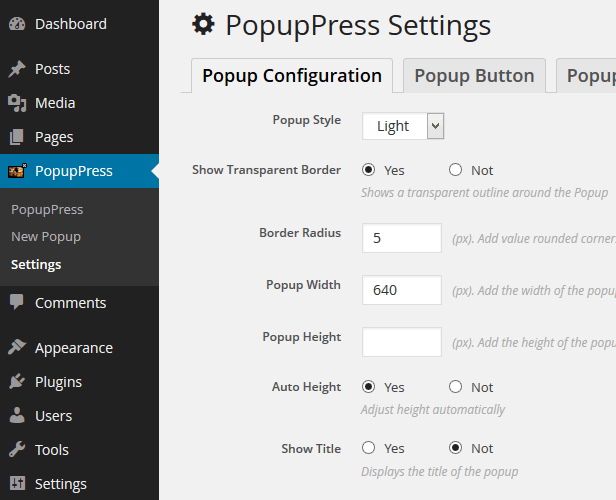 Dashboard
Posts
Media
Pages
PopupPress
PopupPress
New Popup
Settings
Comments
Appearance
Plugins
Users
Tools
Settings
PopupPress Settings
Popup Configuration
Popup Button
Popup
Popup Style
Light
Show Transparent Border
Yes
Not
Shows a transparent outline around the Popup
Border Radius
5
(px). Add value rounded corner
Popup Width
640
(px). Add the width of the popu
Popup Height
(px). Add the height of the popu
Auto Height
Yes
Not
Adjust height automatically
Show Title
Yes
Not
Displays the title of the popup